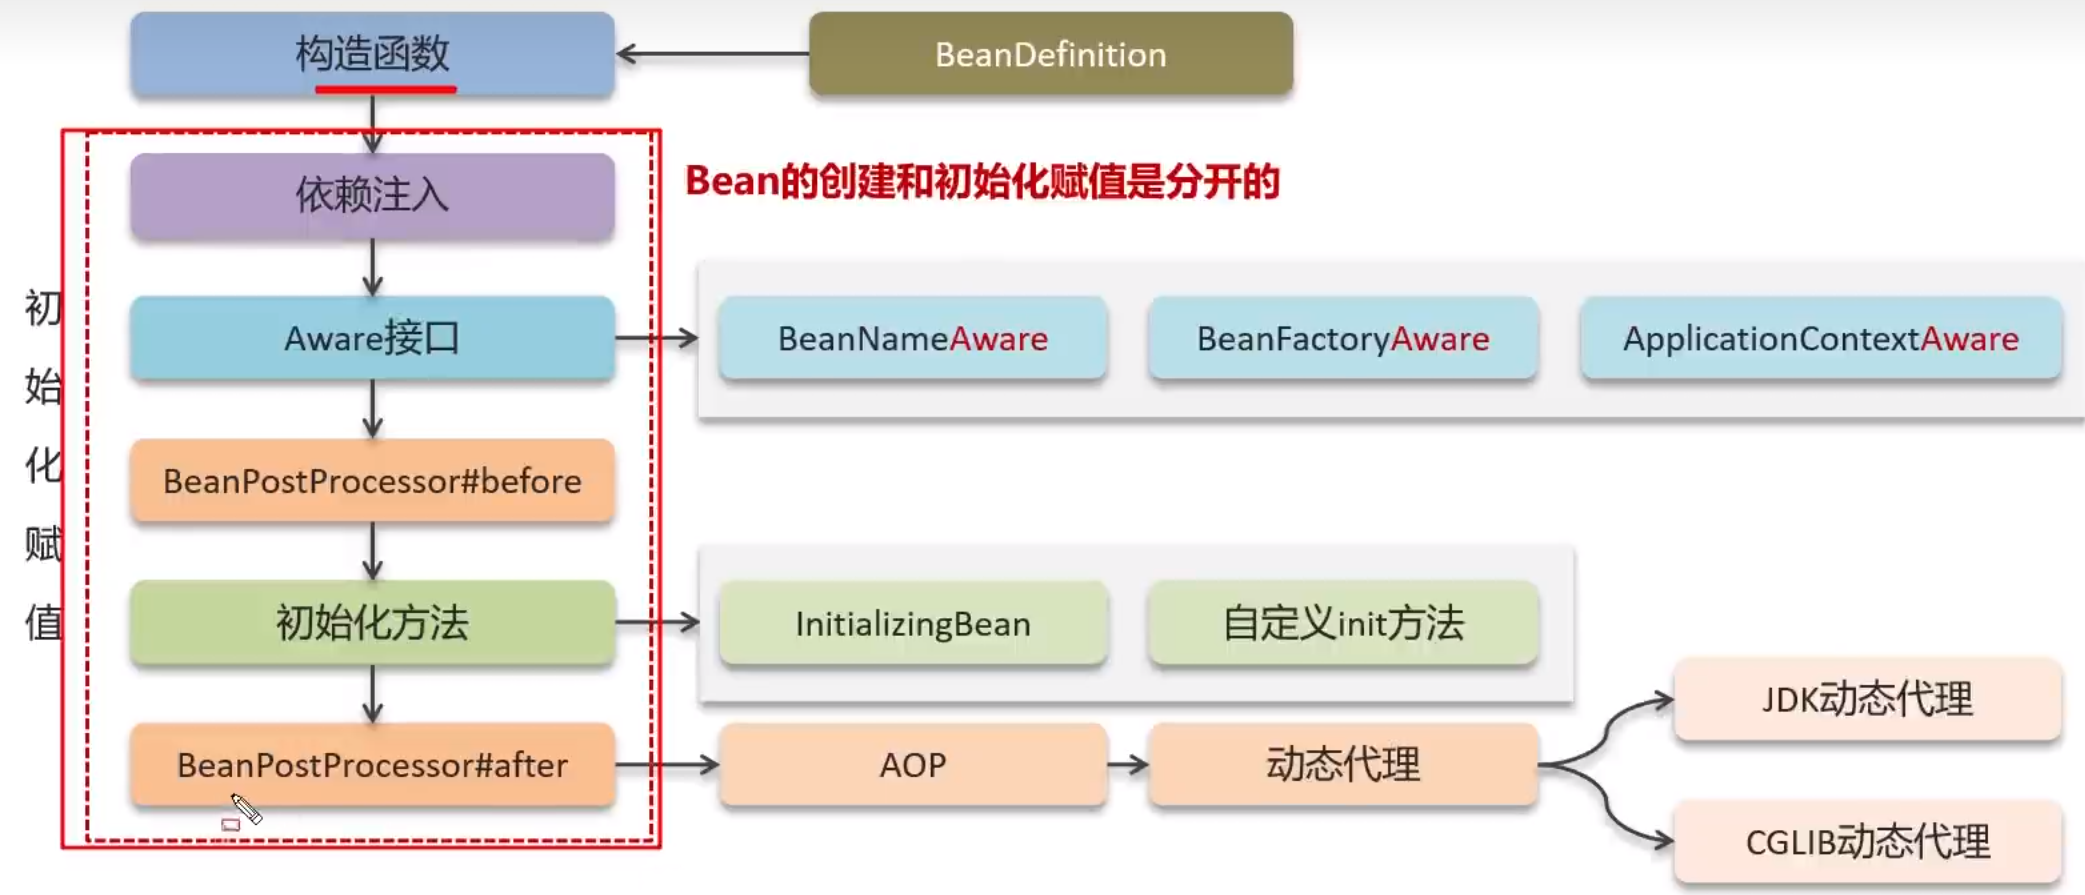 构造函数
BeanDefinition
依赖注入
Bean的创建和初始化赋值是分开的
初始化赋值
Aware接口
BeanNameAware
BeanFactoryAware
ApplicationContextAware
BeanPostProcessor#before
初始化方法
InitializingBean
自定义init方法
BeanPostProcessor#after
AOP
动态代理
JDK动态代理
CGLIB动态代理